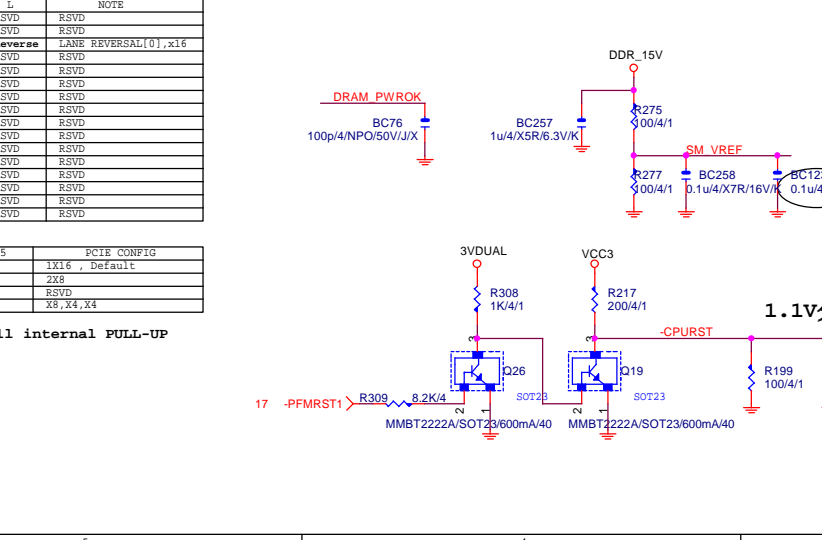 L NOTE
SVD RSVD
SVD RSVD
everse LANE REVERSAL[0],x16
SVD RSVD
SVD RSVD
SVD RSVD
SVD RSVD
SVD RSVD
SVD RSVD
SVD RSVD
SVD RSVD
SVD RSVD
SVD RSVD
SVD RSVD
SVD RSVD
5 PCIE CONFIG
1X16 , Default
2X8
RSVD
X8,X4,X4
ll internal PULL-UP
DRAM_PWROK
BC76
100p/4/NPO/50V/J/X
DDR_15V
BC257
1u/4/X5R/6.3V/K
R275
100/4/1
SM_VREF
R277
100/4/1
BC258
0.1u/4/X7R/16V/K
BC12
0.1u/4
3VDUAL
R308
1K/4/1
VCC3
R217
200/4/1
1.1V
-CPURST
3
Q26
SOT23
3
Q19
SOT23
R199
100/4/1
17 -PFMRST1
R309 8.2K/4
2
1
2
1
MMBT2222A/SOT23/600mA/40
MMBT2222A/SOT23/600mA/40